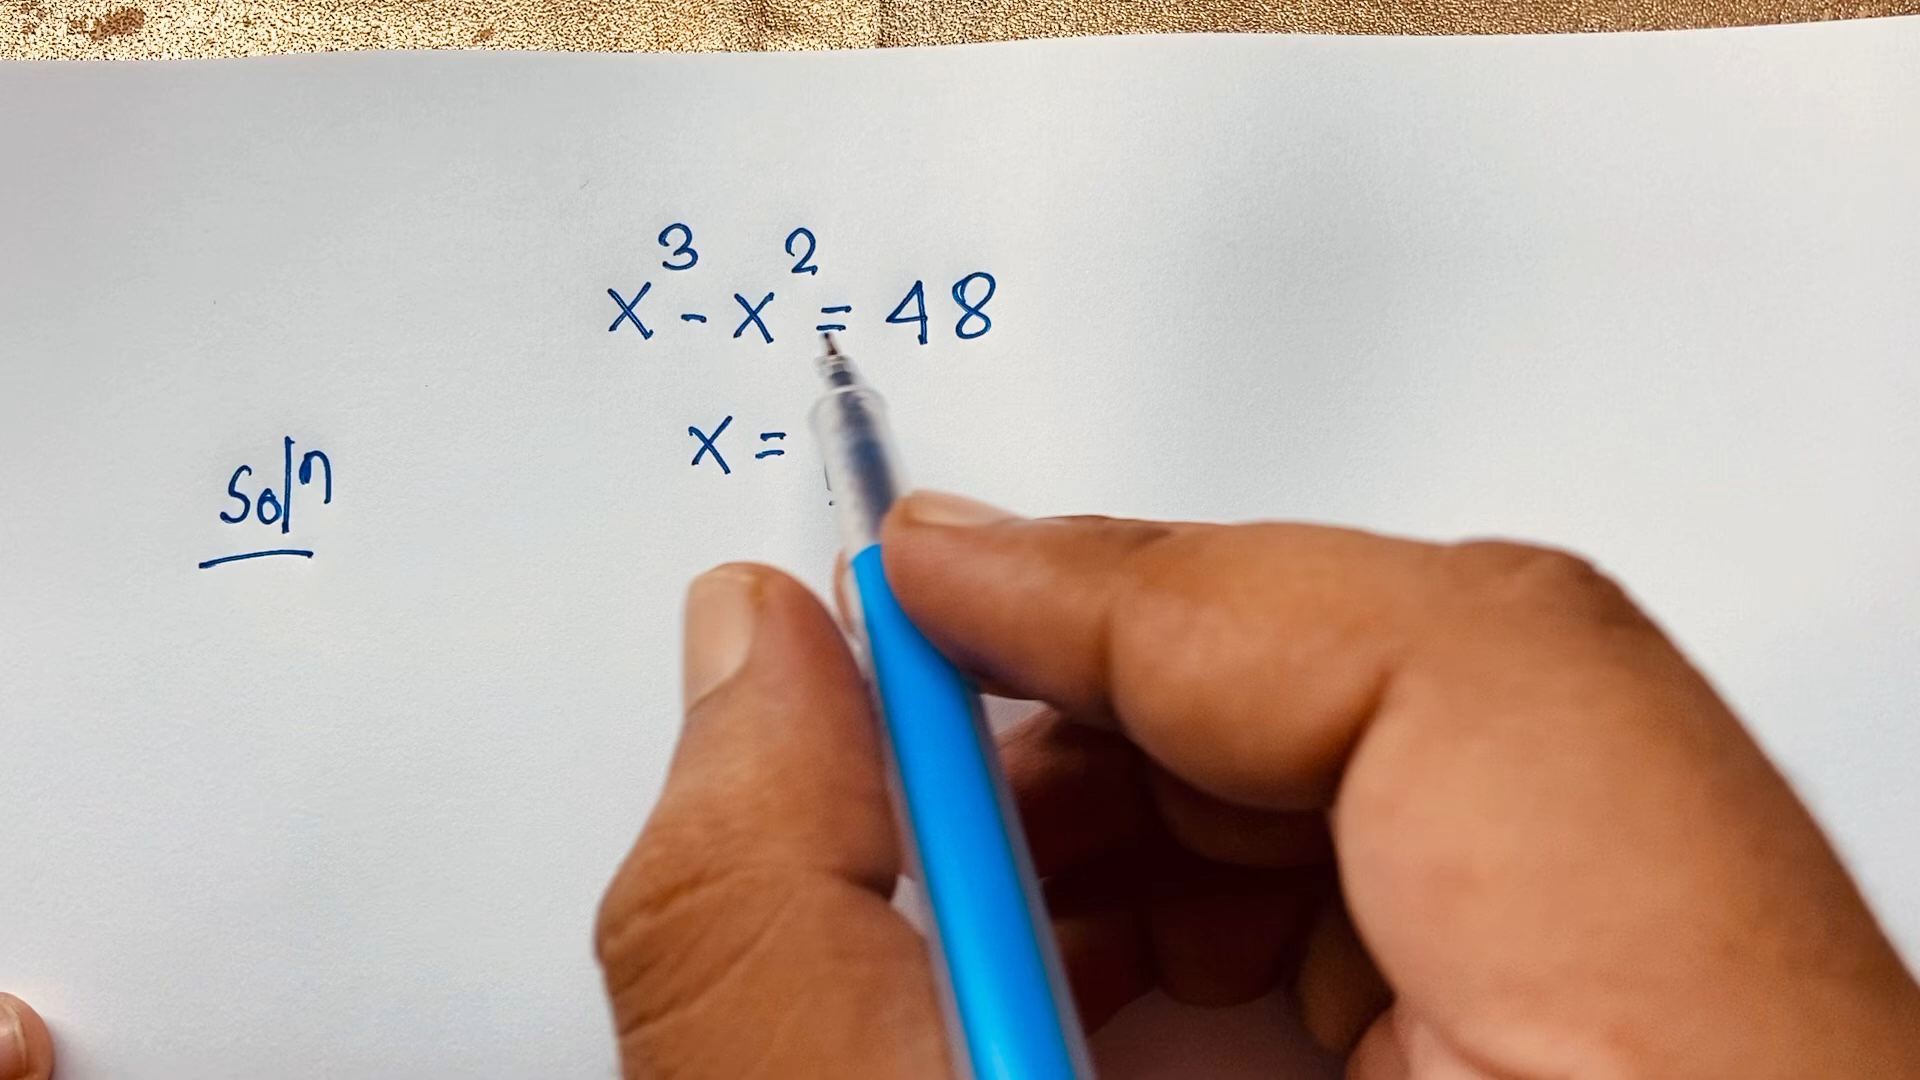 x³ - x² = 48
x =
Soln